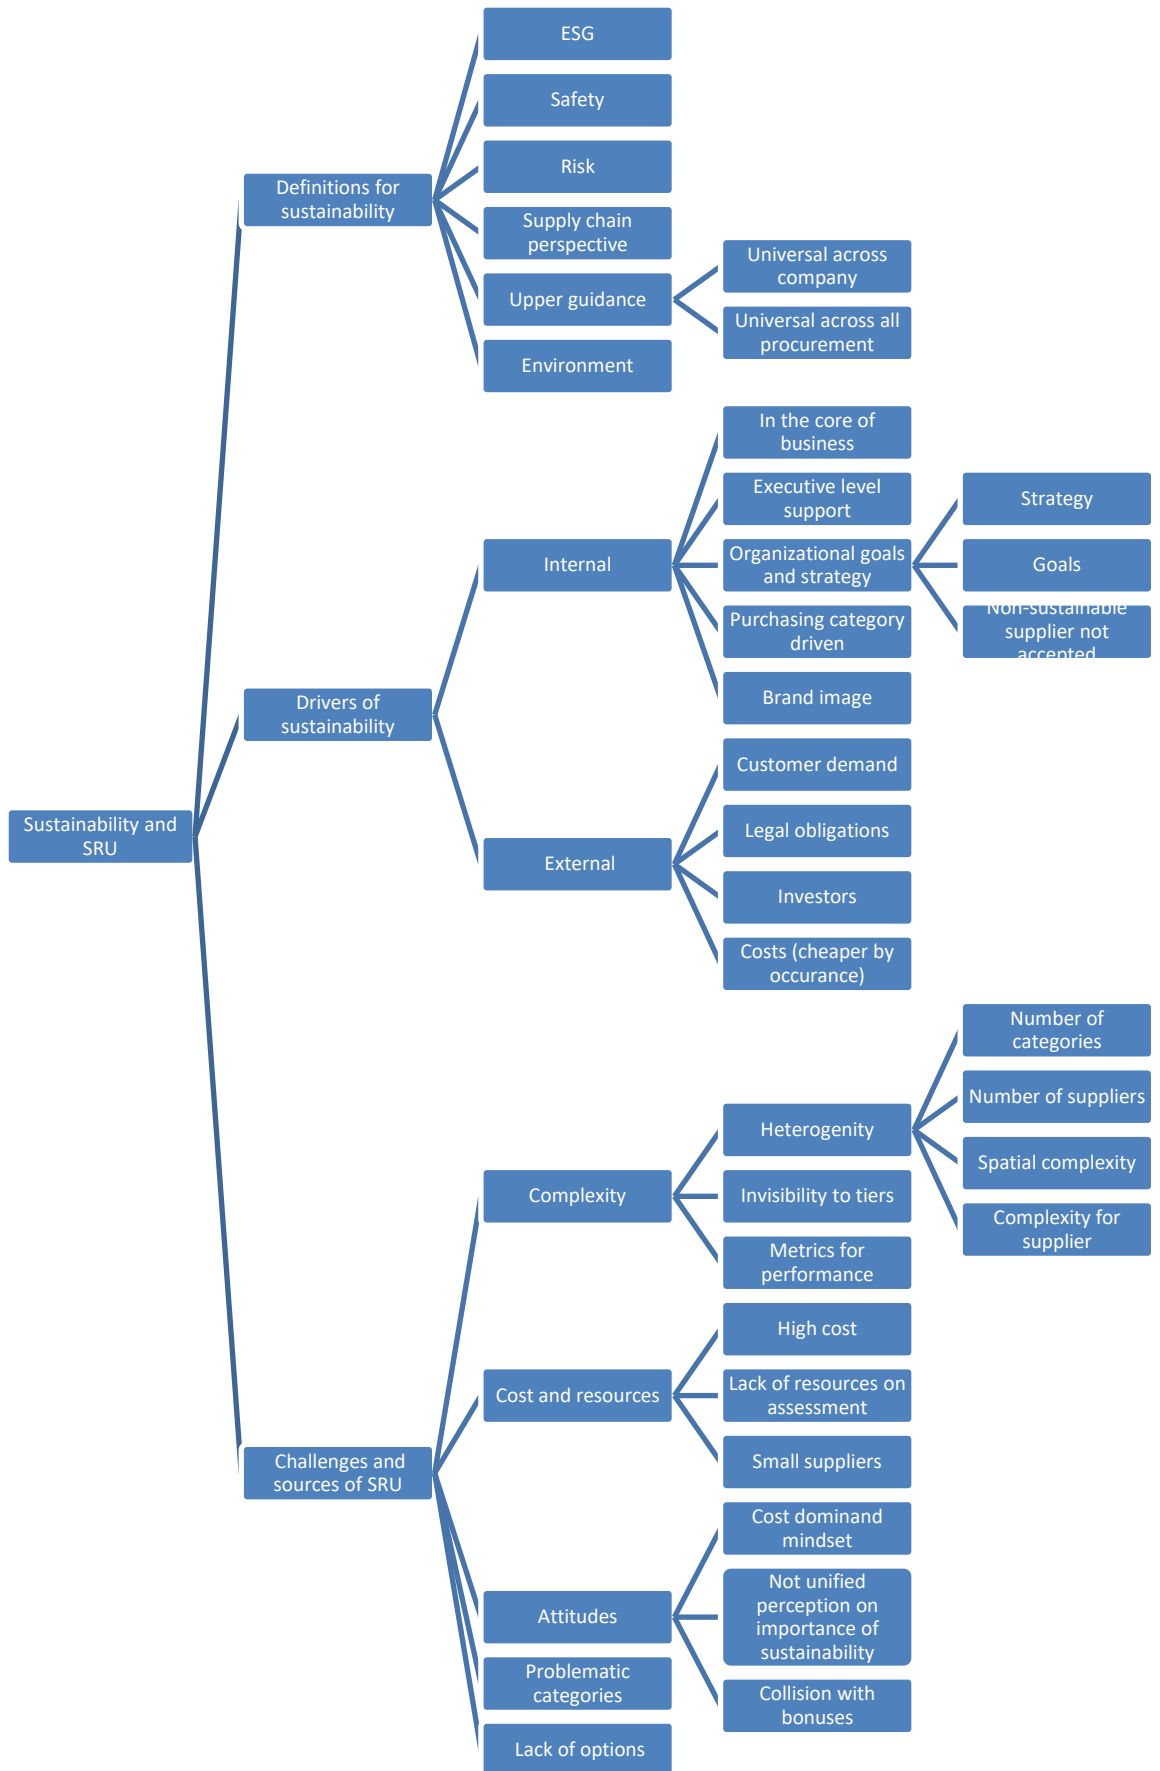 ESG
Safety
Risk
Definitions for
sustainability
Supply chain
perspective
Universal across
company
Upper guidance
Universal across all
procurement
Environment
In the core of
business
Executive level
support
Strategy
Internal
Organizational goals
and strategy
Goals
Purchasing category
driven
Non-sustainable
supplier not
accepted
Drivers of
sustainability
Brand image
Customer demand
Sustainability and
SRU
Legal obligations
External
Investors
Costs (cheaper by
occurance)
Number of
categories
Heterogenity
Number of suppliers
Complexity
Invisibility to tiers
Spatial complexity
Metrics for
performance
Complexity for
supplier
High cost
Cost and resources
Lack of resources on
assessment
Challenges and
sources of SRU
Small suppliers
Cost dominand
mindset
Attitudes
Not unified
perception on
importance of
sustainability
Problematic
categories
Collision with
bonuses
Lack of options